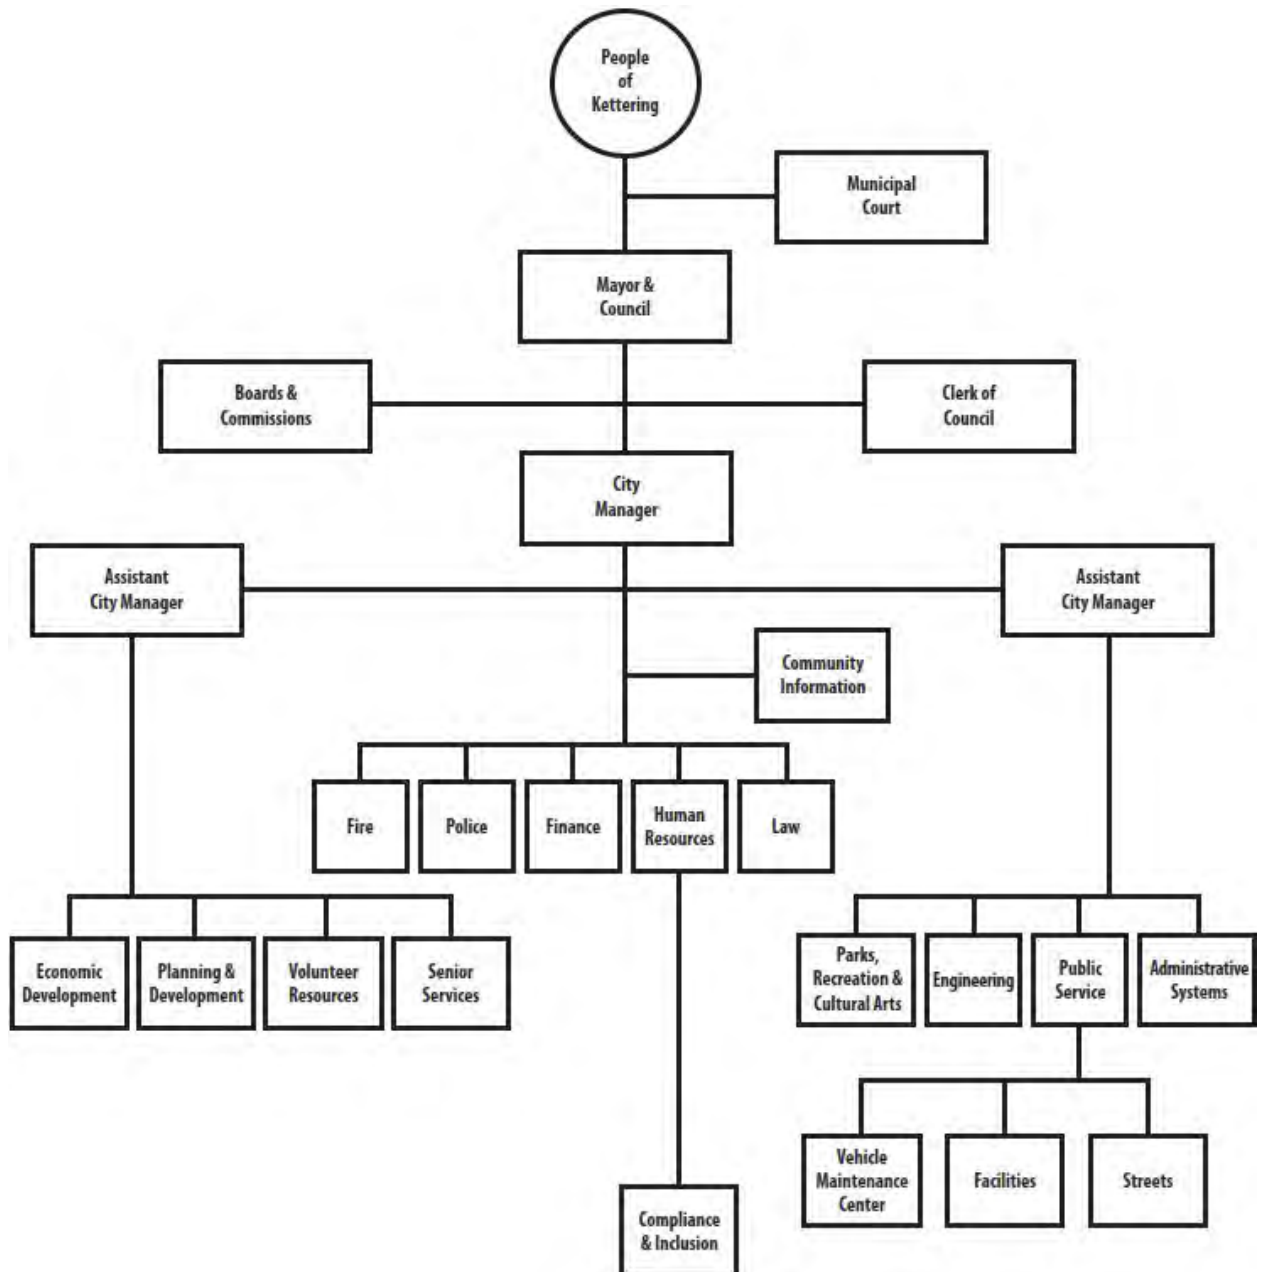 People
of
Kettering
Municipal
Court
Mayor &
Council
Boards &
Commissions
Clerk of
Council
City
Manager
Assistant
City Manager
Assistant
City Manager
Community
Information
Fire
Police
Finance
Human
Resources
Law
Economic
Development
Planning &
Development
Volunteer
Resources
Senior
Services
Parks,
Recreation &
Cultural Arts
Engineering
Public
Service
Administrative
Systems
Vehicle
Maintenance
Center
Facilities
Streets
Compliance
& Inclusion